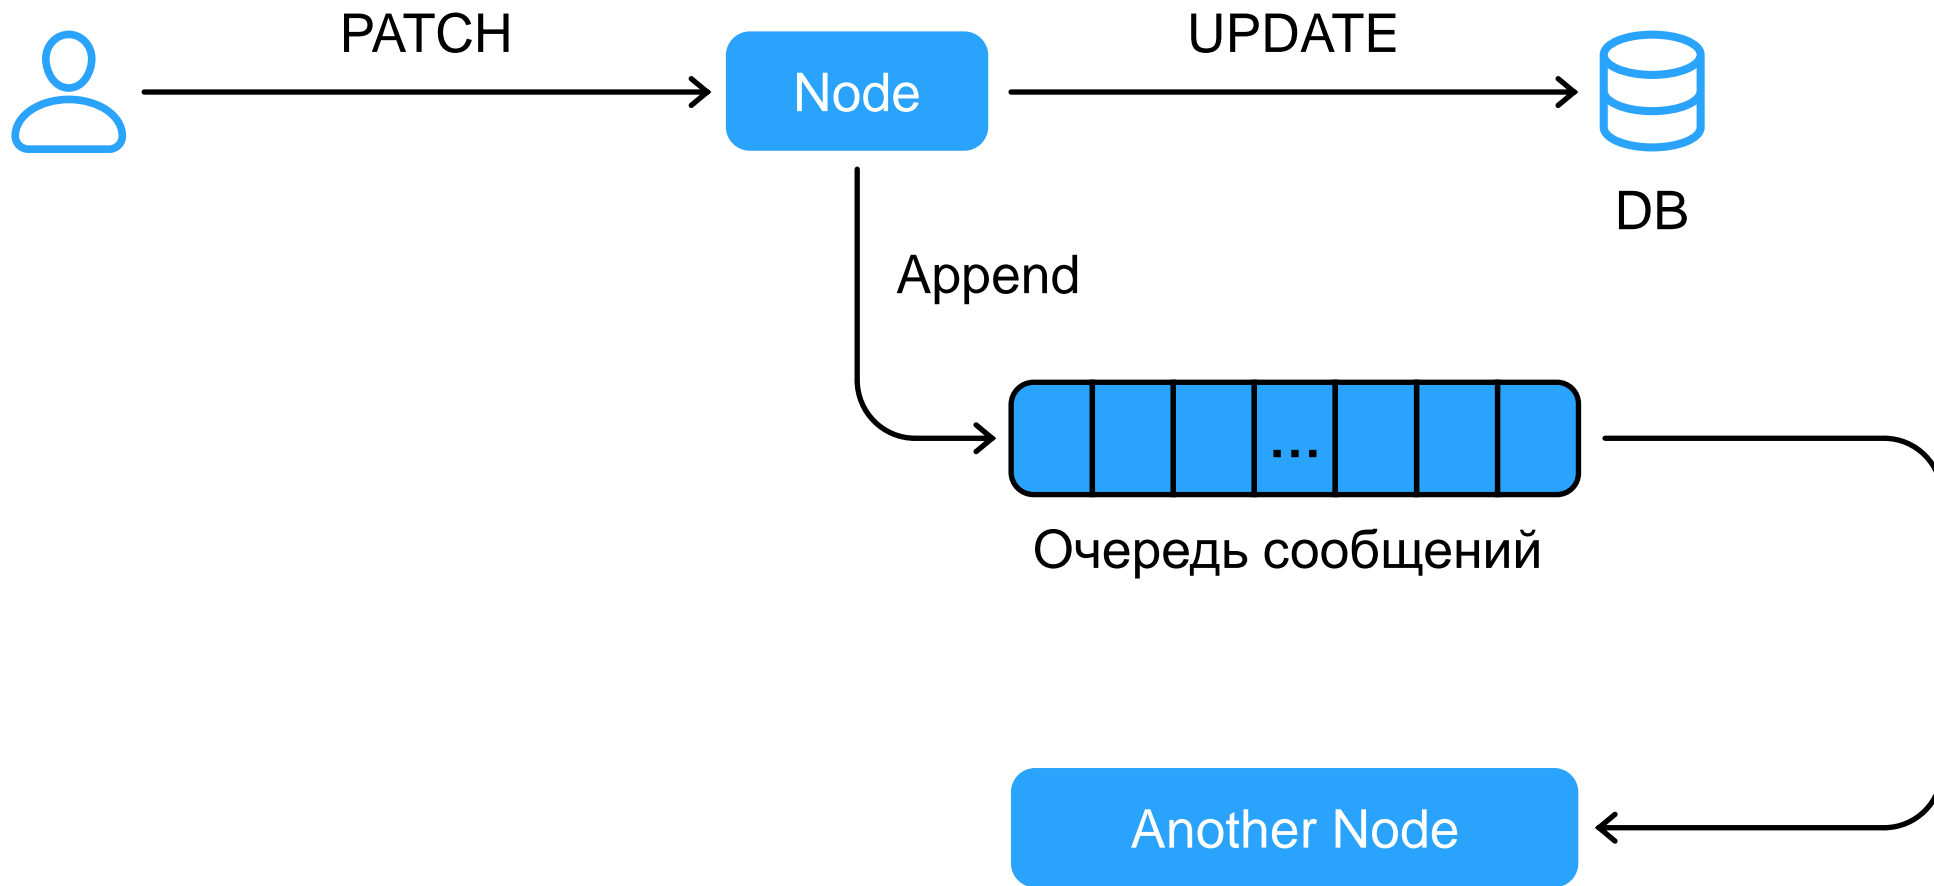 PATCH
Node
UPDATE
DB
Append
...
Очередь сообщений
Another Node